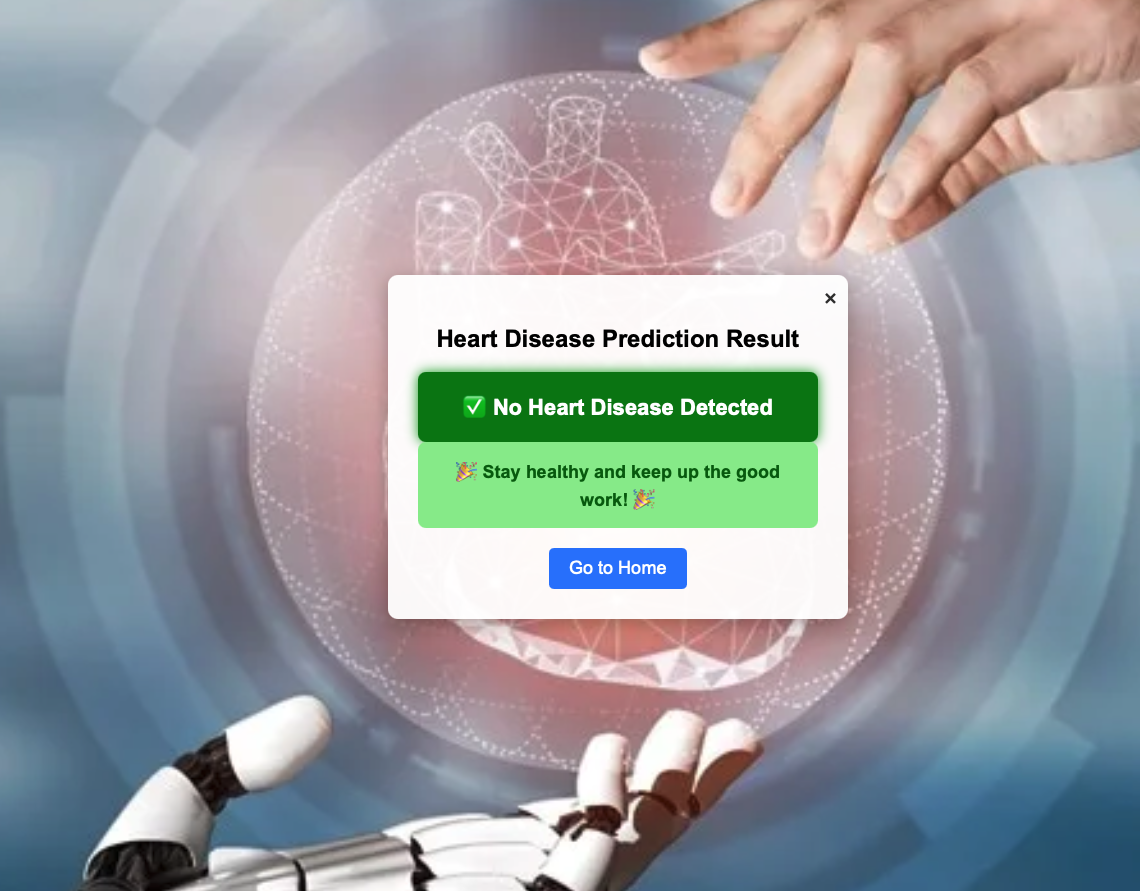 ×
Heart Disease Prediction Result
✅ No Heart Disease Detected
🎉 Stay healthy and keep up the good
work! 🎉
Go to Home